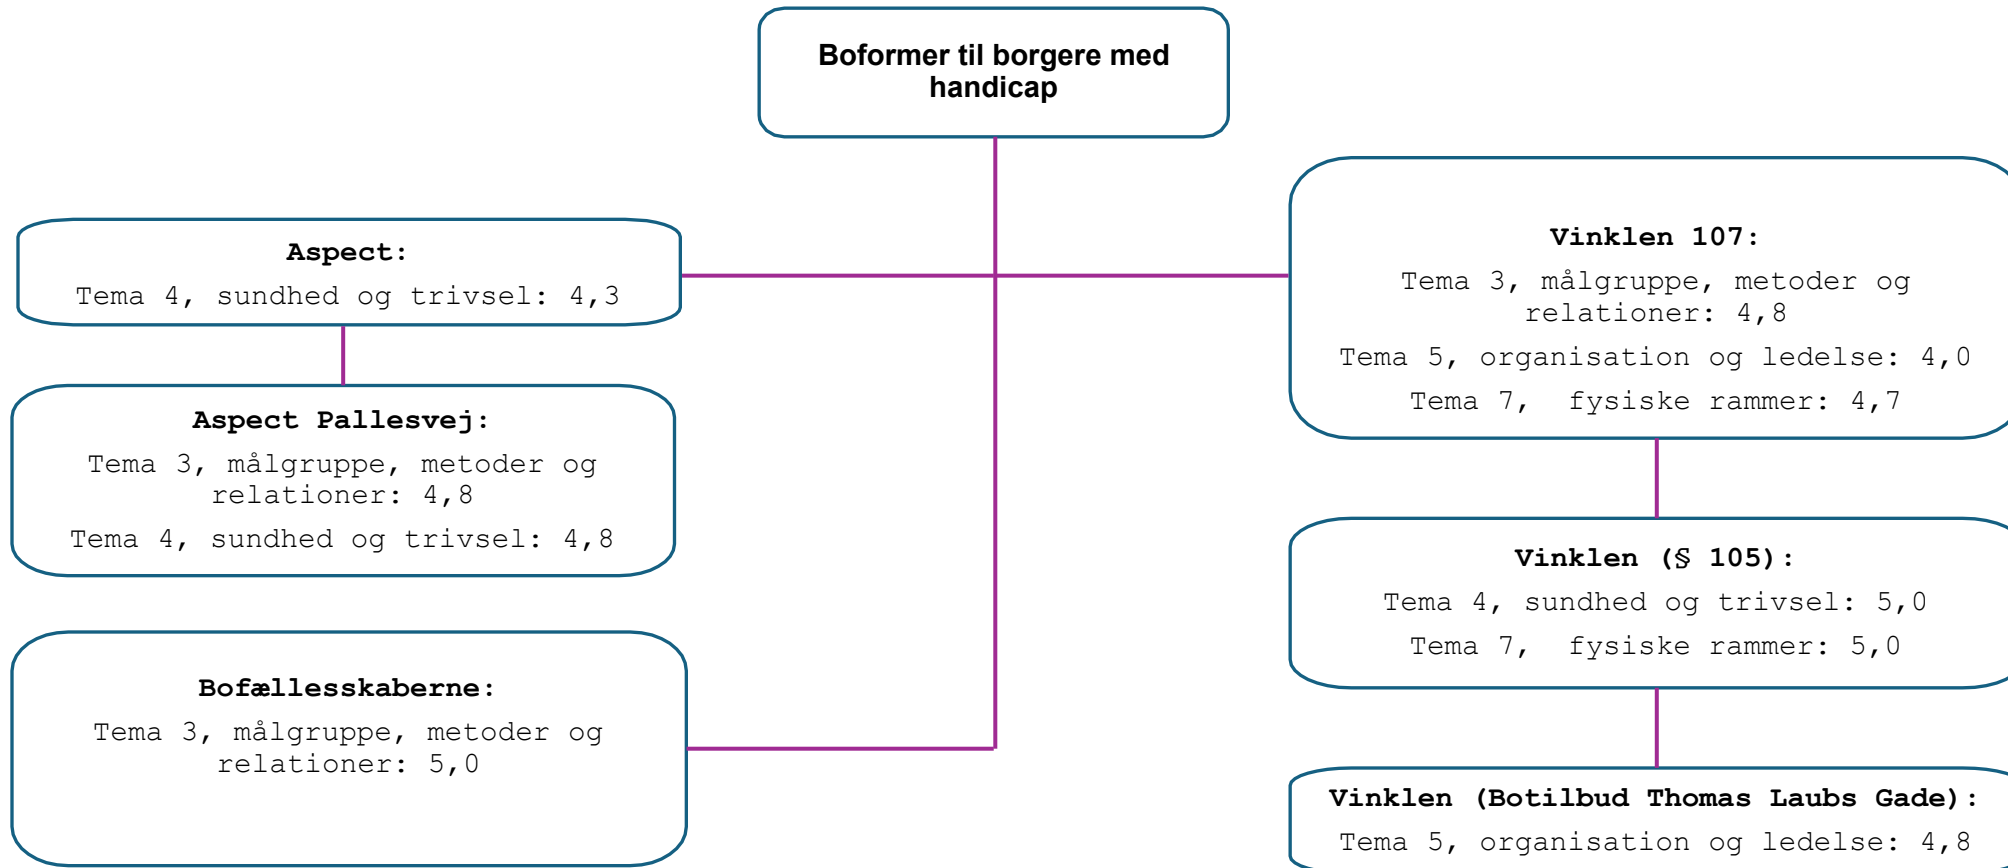 Boformer til borgere med
handicap
Aspect:
Tema 4, sundhed og trivsel: 4,3
Aspect Pallesvej:
Tema 3, målgruppe, metoder og
relationer: 4,8
Tema 4, sundhed og trivsel: 4,8
Bofællesskaberne:
Tema 3, målgruppe, metoder og
relationer: 5,0
Vinklen 107:
Tema 3, målgruppe, metoder og
relationer: 4,8
Tema 5, organisation og ledelse: 4,0
Tema 7,  fysiske rammer: 4,7
Vinklen (§ 105):
Tema 4, sundhed og trivsel: 5,0
Tema 7,  fysiske rammer: 5,0
Vinklen (Botilbud Thomas Laubs Gade):
Tema 5, organisation og ledelse: 4,8